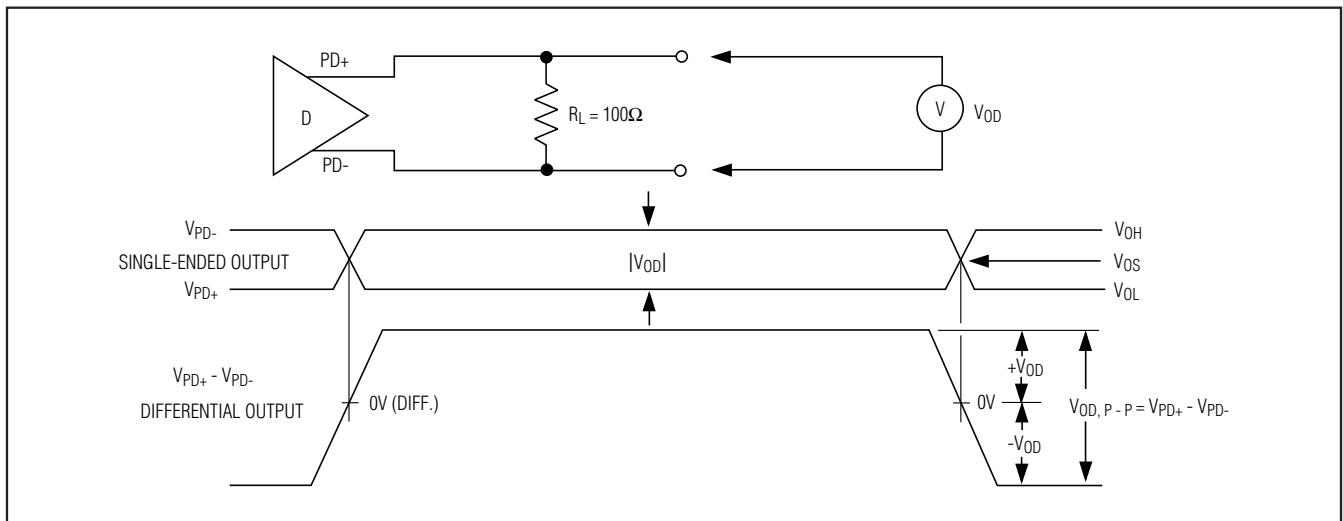 PD+
D
PD-
R_L = 100Ω
V
V_OD
V_PD-
SINGLE-ENDED OUTPUT
V_PD+
|V_OD|
V_OH
V_OS
V_OL
V_PD+ - V_PD-
DIFFERENTIAL OUTPUT
0V (DIFF.)
0V
+V_OD
-V_OD
V_OD, P - P = V_PD+ - V_PD-